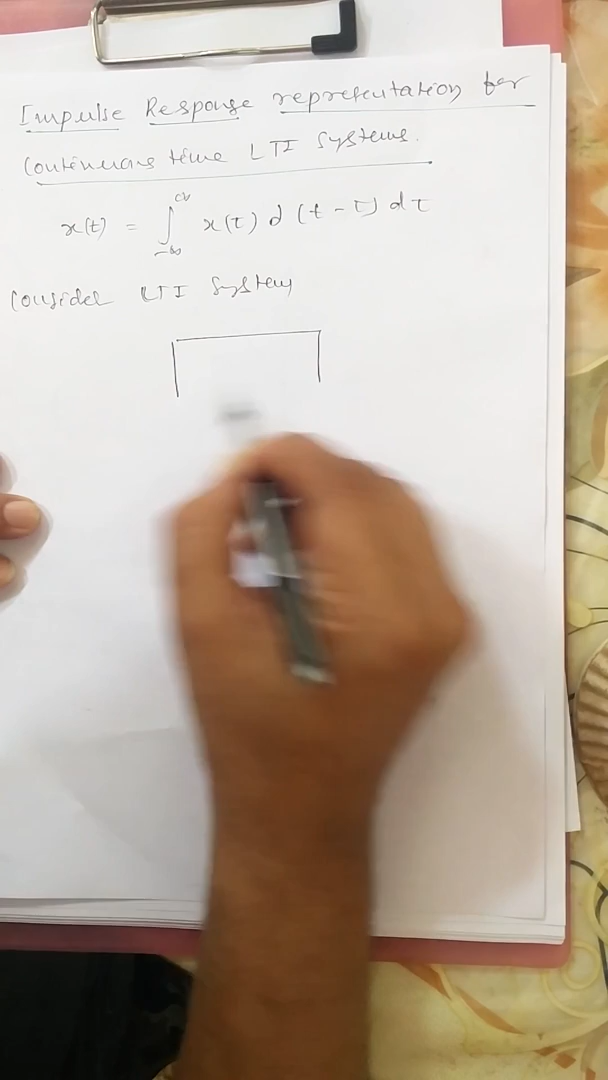 Impulse Response representation for
Continuous time LTI Systems.
x(t) = ∫_{-∞}^{∞} x(τ) δ (t - τ) dτ
Consider LTI System